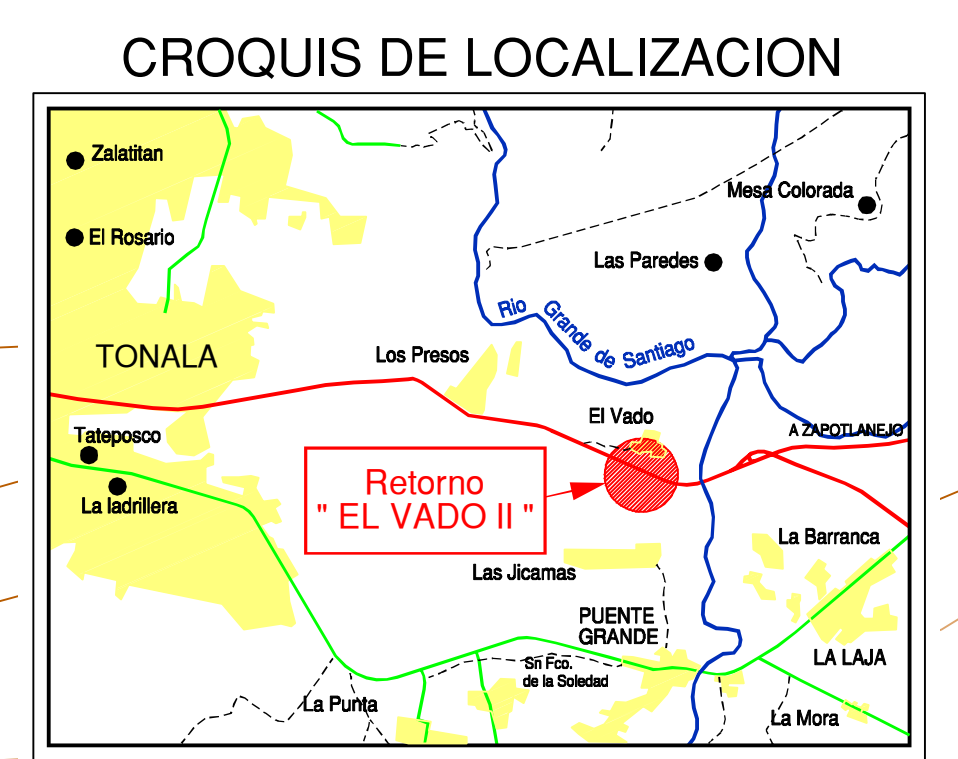 CROQUIS DE LOCALIZACION
Zalatitan
Mesa Colorada
El Rosario
Las Paredes
Rio Grande de Santiago
TONALA
Los Presos
El Vado
A ZAPOTLANEJO
Tateposco
Retorno
" EL VADO II "
La ladrillera
La Barranca
Las Jicamas
PUENTE
GRANDE
LA LAJA
Sn Fco.
de la Soledad
La Punta
La Mora